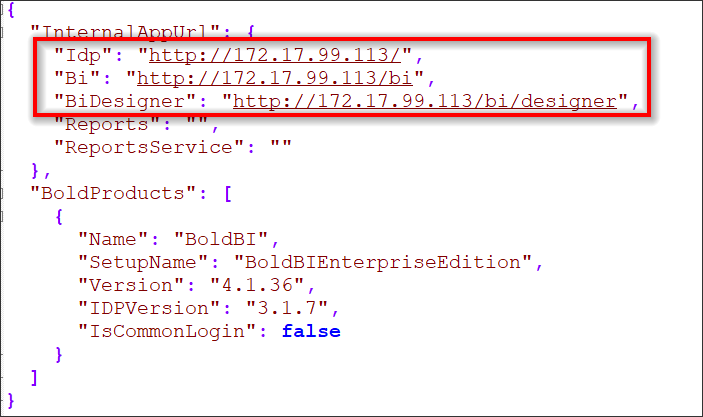 {
"InternalAppUrl": {
"Idp": "http://172.17.99.113/",
"Bi": "http://172.17.99.113/bi",
"BiDesigner": "http://172.17.99.113/bi/designer",
"Reports": "",
"ReportsService": ""
},
"BoldProducts": [
{
"Name": "BoldBI",
"SetupName": "BoldBIEnterpriseEdition",
"Version": "4.1.36",
"IDPVersion": "3.1.7",
"IsCommonLogin": false
}
]
}